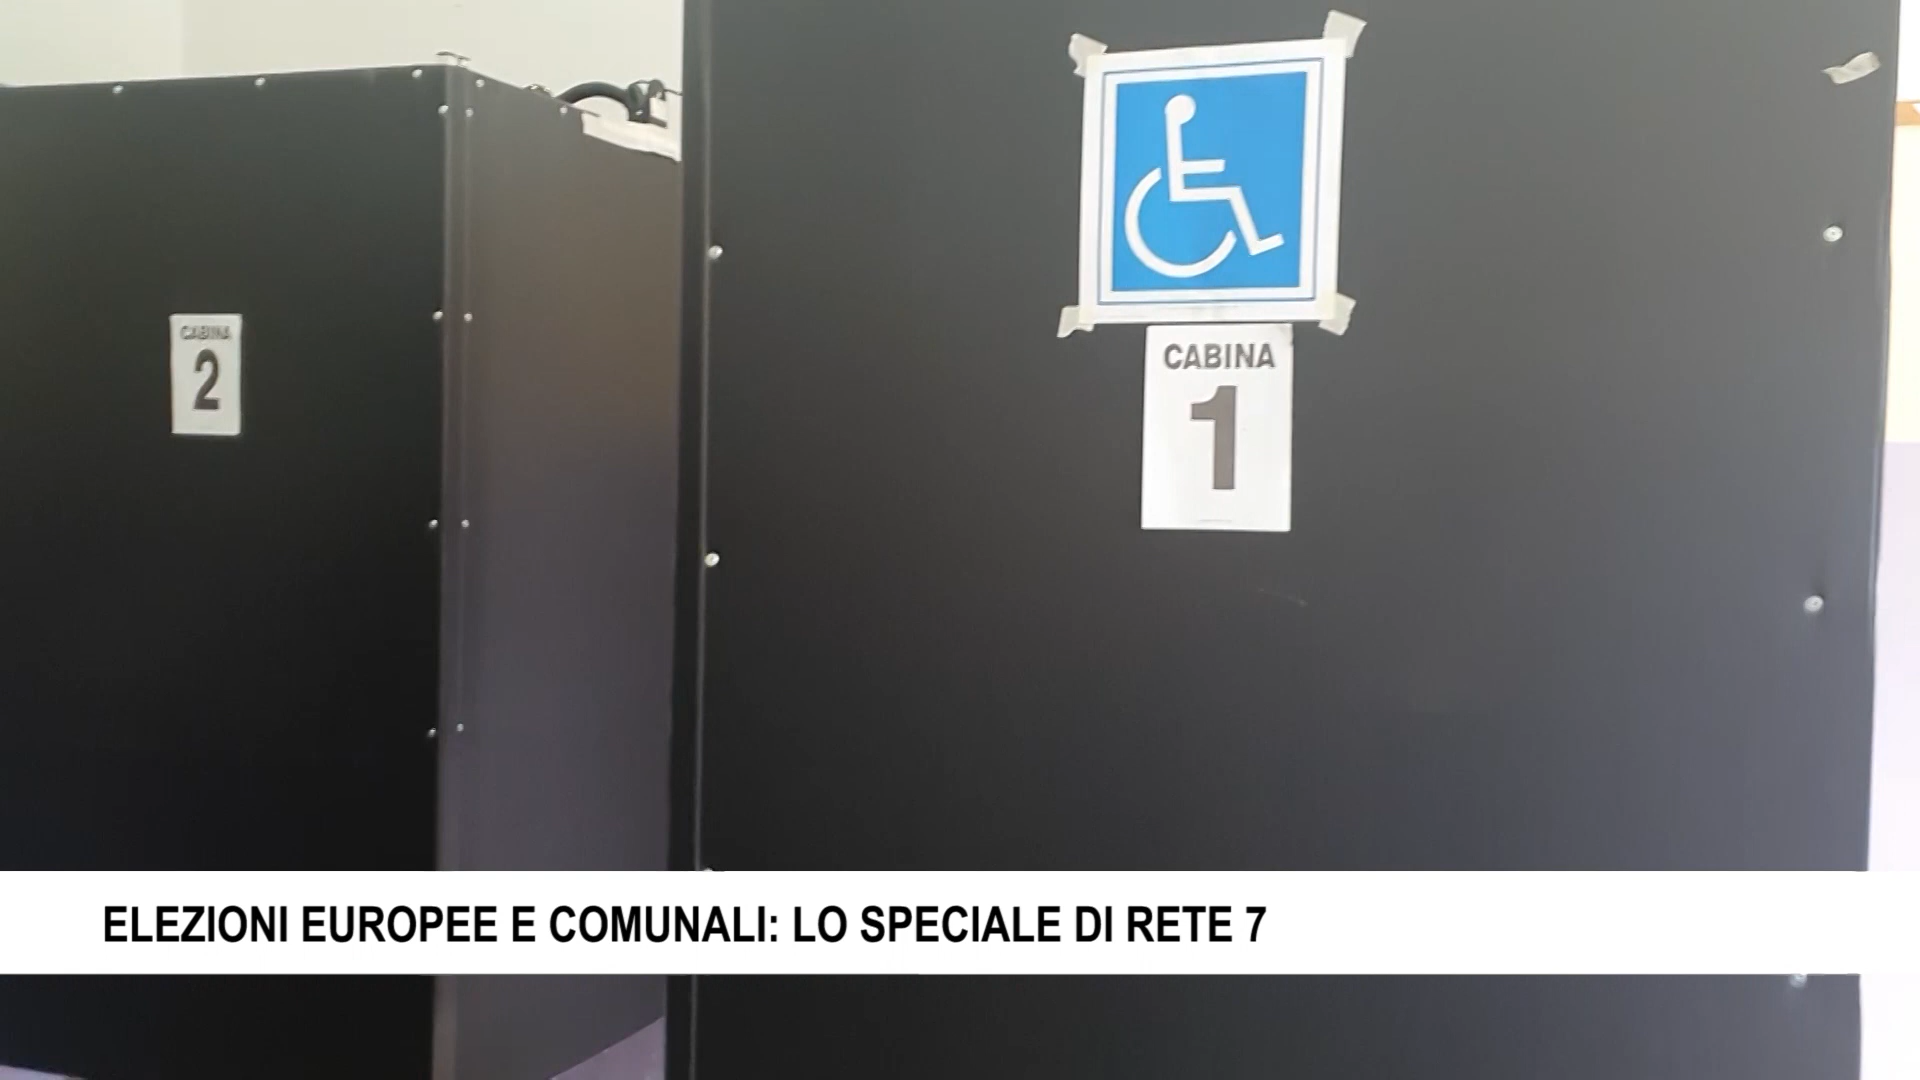 CABINA
2
CABINA
1
ELEZIONI EUROPEE E COMUNALI: LO SPECIALE DI RETE 7